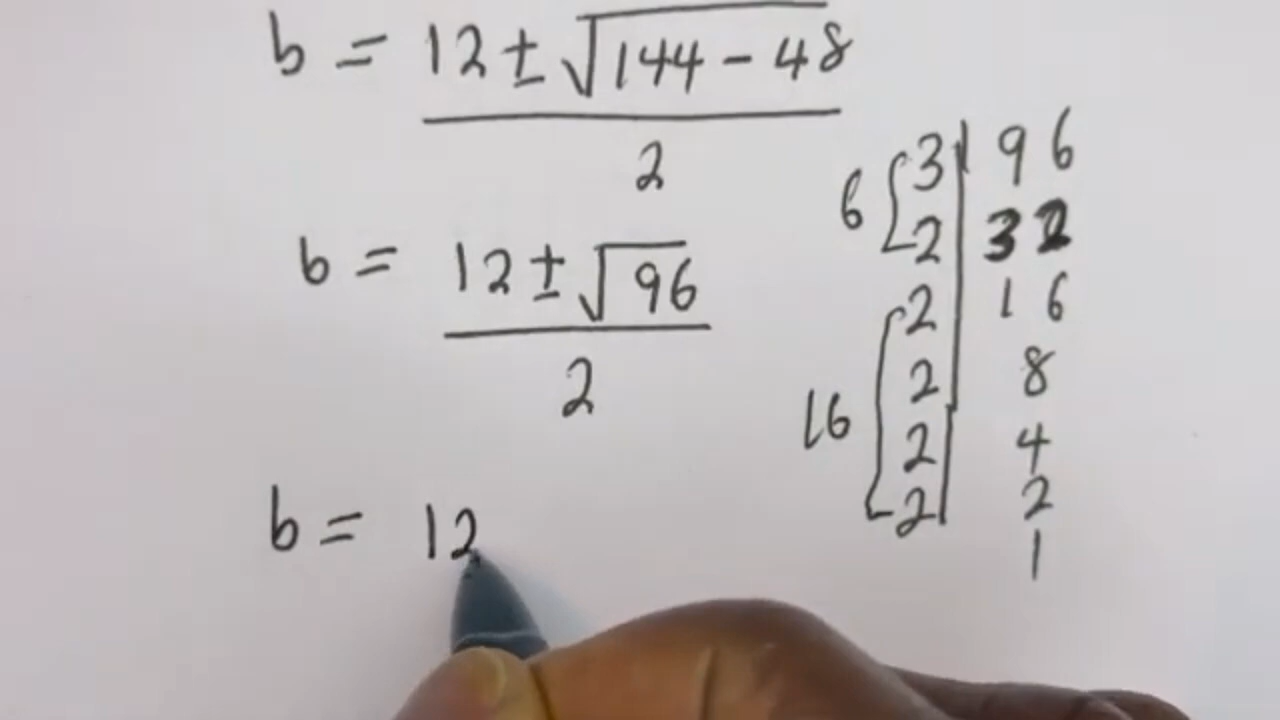 b = 12 ± √144 - 48
2
b = 12 ± √96
2
b = 12
6 3 96
2 32
16 2 16
2 8
2 4
2 2
1